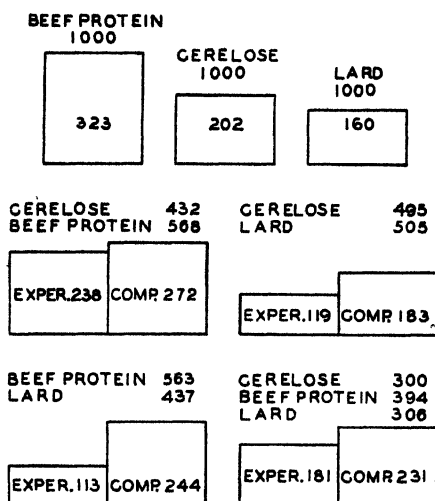 BEEF PROTEIN
1000
CERELOSE
1000
LARD
1000
323
202
160
CERELOSE 432
BEEF PROTEIN 568
CERELOSE 495
LARD 505
EXPER. 238 COMP. 272
EXPER. 119 COMP. 183
BEEF PROTEIN 563
LARD 437
CERELOSE 300
BEEF PROTEIN 394
LARD 306
EXPER. 113 COMP. 244
EXPER. 181 COMP. 231